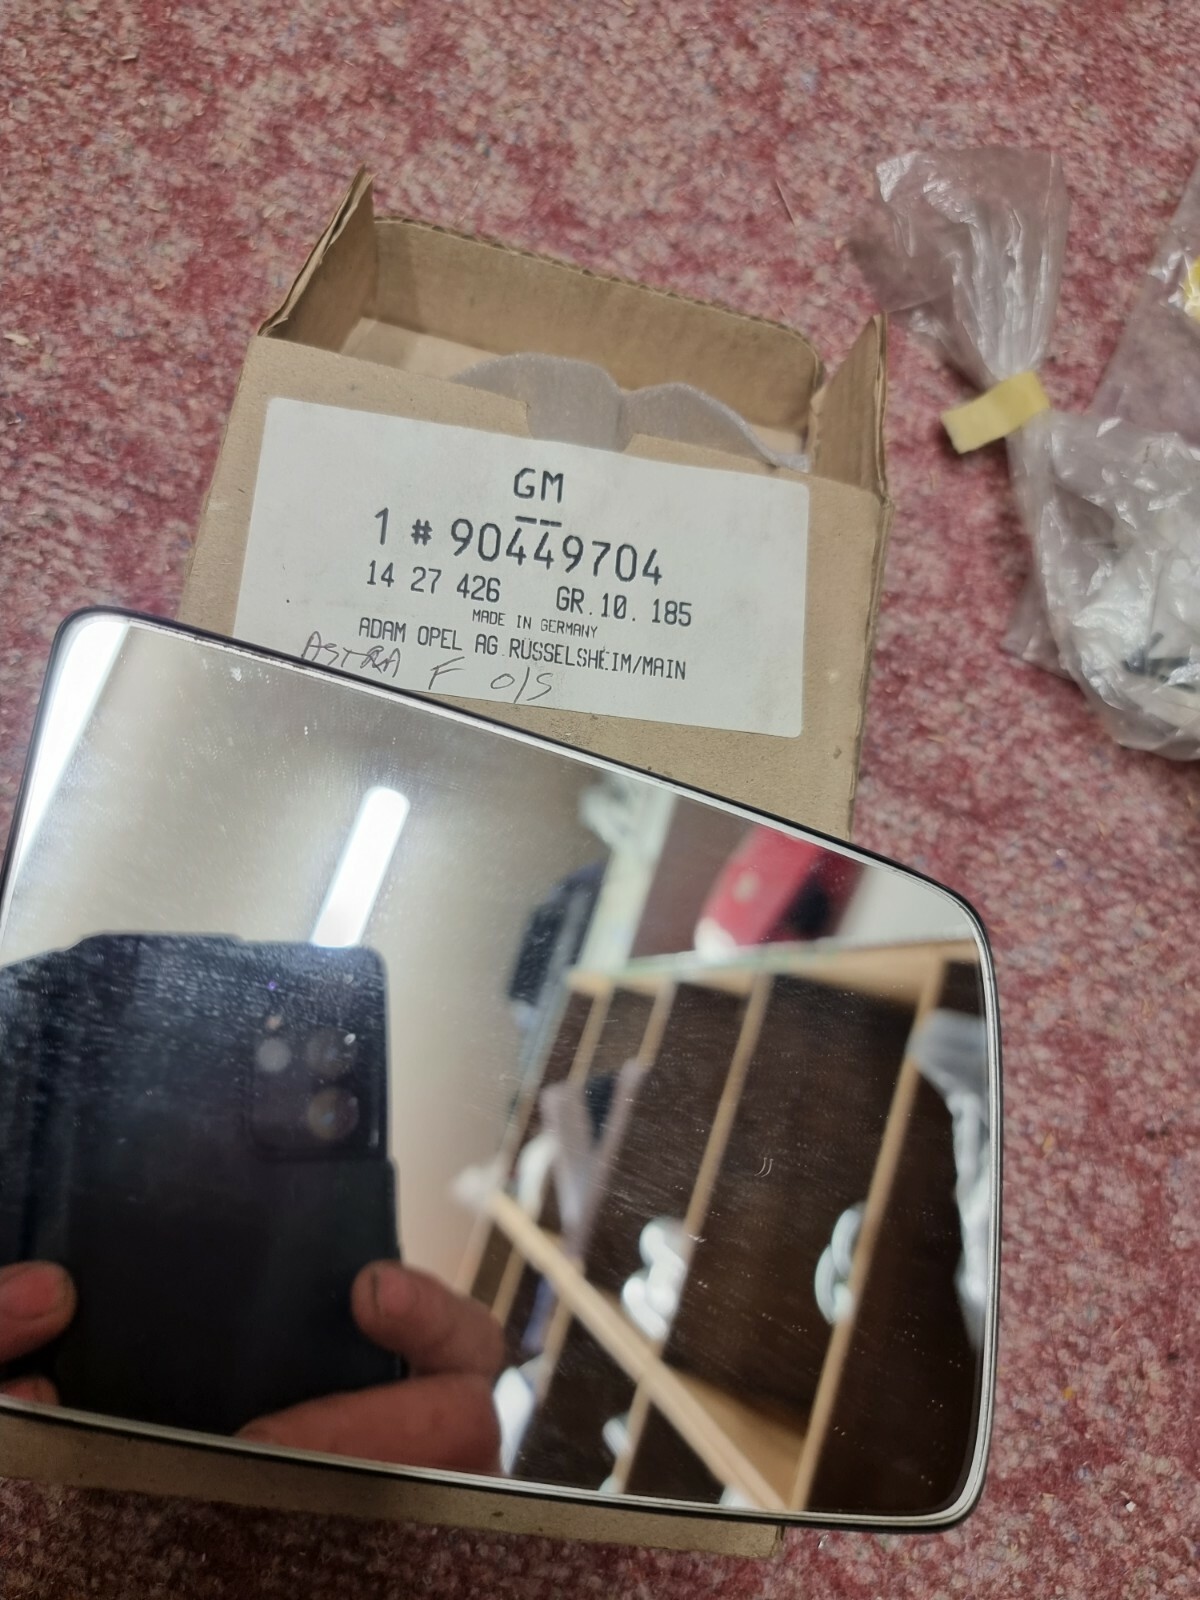 GM
1 # 90449704
14 27 426 GR. 10. 185
MADE IN GERMANY
ADAM OPEL AG RÜSSELSHEIM/MAIN
ASTRA F O/S